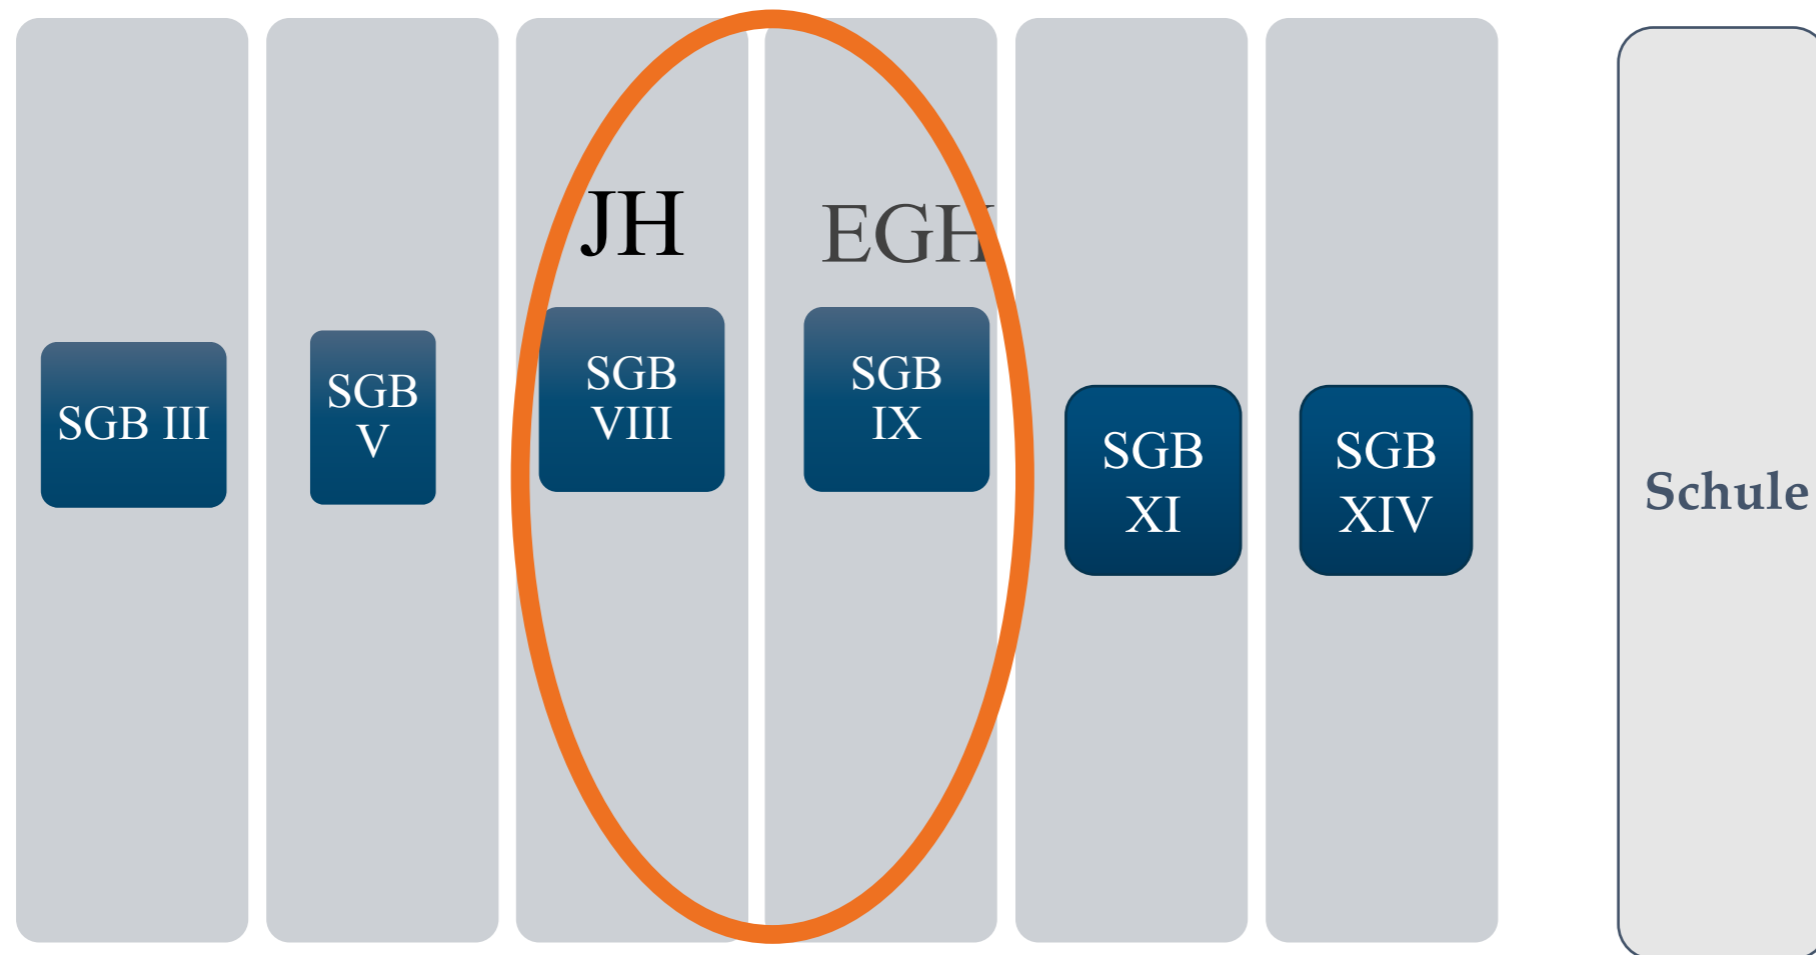 JH
EGH
SGB III
SGB
V
SGB
VIII
SGB
IX
SGB
XI
SGB
XIV
Schule